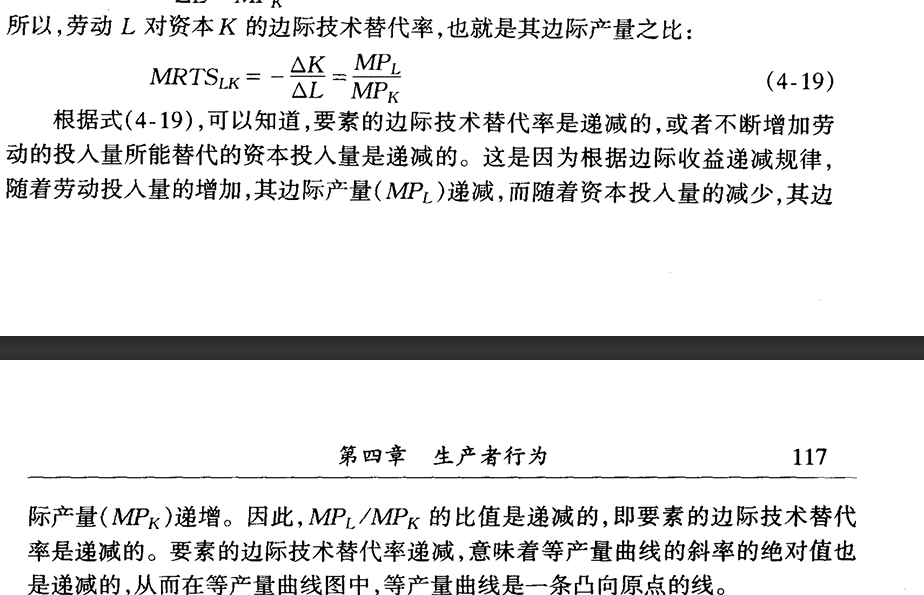 所以,劳动 L 对资本 K 的边际技术替代率,也就是其边际产量之比:
MRTS_LK = - ΔK/ΔL = MP_L/MP_K (4-19)
根据式(4-19),可以知道,要素的边际技术替代率是递减的,或者不断增加劳
动的投入量所能替代的资本投入量是递减的。这是因为根据边际收益递减规律,
随着劳动投入量的增加,其边际产量(MP_L)递减,而随着资本投入量的减少,其边
第四章 生产者行为 117
际产量(MP_K)递增。因此,MP_L/MP_K 的比值是递减的,即要素的边际技术替代
率是递减的。要素的边际技术替代率递减,意味着等产量曲线的斜率的绝对值也
是递减的,从而在等产量曲线图中,等产量曲线是一条凸向原点的线。